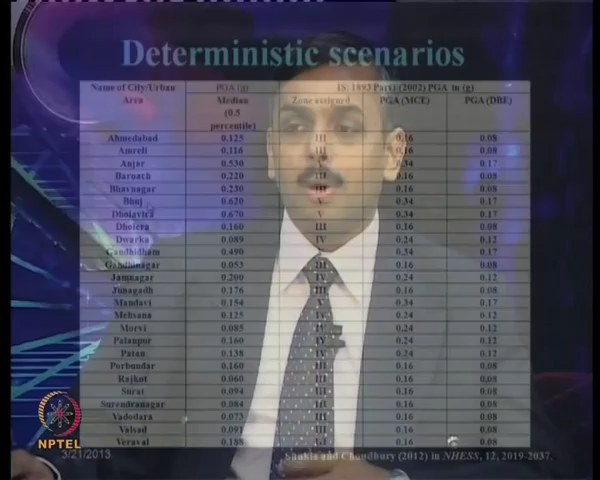 Deterministic scenarios
Name of City/Urban PGA (g) IS: 1893 Part1 (2002) PGA in (g)
Area Median Zone assigned PGA (MCE) PGA (DBE)
(0.5
percentile)
Ahmedabad 0.125 III 0.16 0.08
Amreli 0.116 III 0.16 0.08
Anjar 0.530 V 0.34 0.17
Baroach 0.220 III 0.16 0.08
Bhavnagar 0.230 III 0.16 0.08
Bhuj 0.620 V 0.34 0.17
Dholavira 0.670 V 0.34 0.17
Dholera 0.160 III 0.16 0.08
Dwarka 0.089 IV 0.24 0.12
Gandhidham 0.490 V 0.34 0.17
Gandhinagar 0.053 III 0.16 0.08
Jamnagar 0.200 IV 0.24 0.12
Junagadh 0.176 III 0.16 0.08
Mandavi 0.154 V 0.34 0.17
Mehsana 0.125 IV 0.24 0.12
Morvi 0.085 IV 0.24 0.12
Palanpur 0.160 IV 0.24 0.12
Patan 0.138 IV 0.24 0.12
Porbundar 0.160 III 0.16 0.08
Rajkot 0.060 III 0.16 0.08
Surat 0.094 III 0.16 0.08
Surendranagar 0.084 III 0.16 0.08
Vadodara 0.073 III 0.16 0.08
Valsad 0.091 III 0.16 0.08
Veraval 0.188 III 0.16 0.08
NPTEL
3/21/2013 Shukla and Choudhury (2012) in NHESS, 12, 2019-2037.